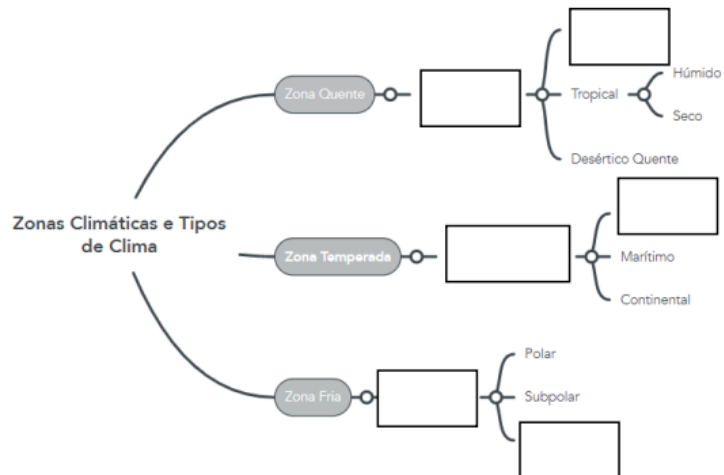 Zonas Climáticas e Tipos
de Clima
Zona Quente
Tropical
Húmido
Seco
Desértico Quente
Zona Temperada
Marítimo
Continental
Zona Fria
Polar
Subpolar